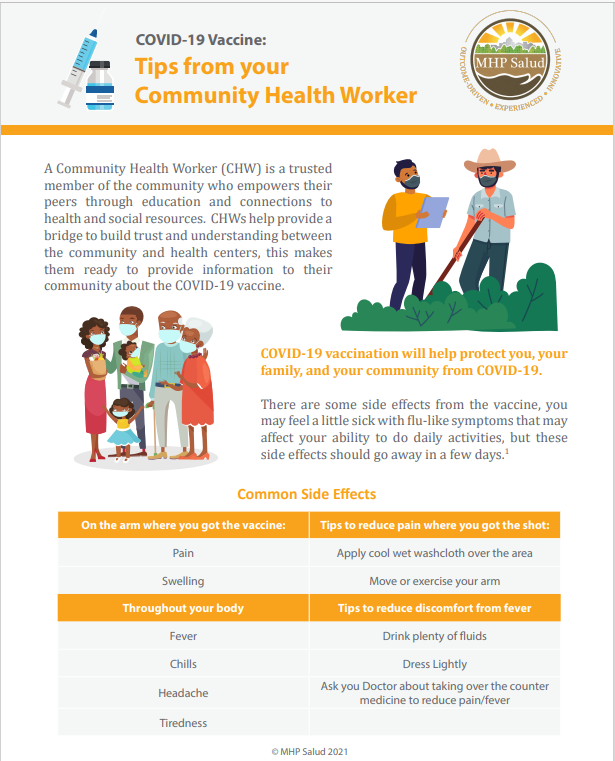 COVID-19 Vaccine:
Tips from your
Community Health Worker
MHP Salud
OUTCOME-DRIVEN • EXPERIENCED • INNOVATIVE
A Community Health Worker (CHW) is a trusted
member of the community who empowers their
peers through education and connections to
health and social resources. CHWs help provide a
bridge to build trust and understanding between
the community and health centers, this makes
them ready to provide information to their
community about the COVID-19 vaccine.
COVID-19 vaccination will help protect you, your
family, and your community from COVID-19.
There are some side effects from the vaccine, you
may feel a little sick with flu-like symptoms that may
affect your ability to do daily activities, but these
side effects should go away in a few days.1
Common Side Effects
On the arm where you got the vaccine: Tips to reduce pain where you got the shot:
Pain Apply cool wet washcloth over the area
Swelling Move or exercise your arm
Throughout your body Tips to reduce discomfort from fever
Fever Drink plenty of fluids
Chills Dress Lightly
Headache Ask you Doctor about taking over the counter
medicine to reduce pain/fever
Tiredness
© MHP Salud 2021